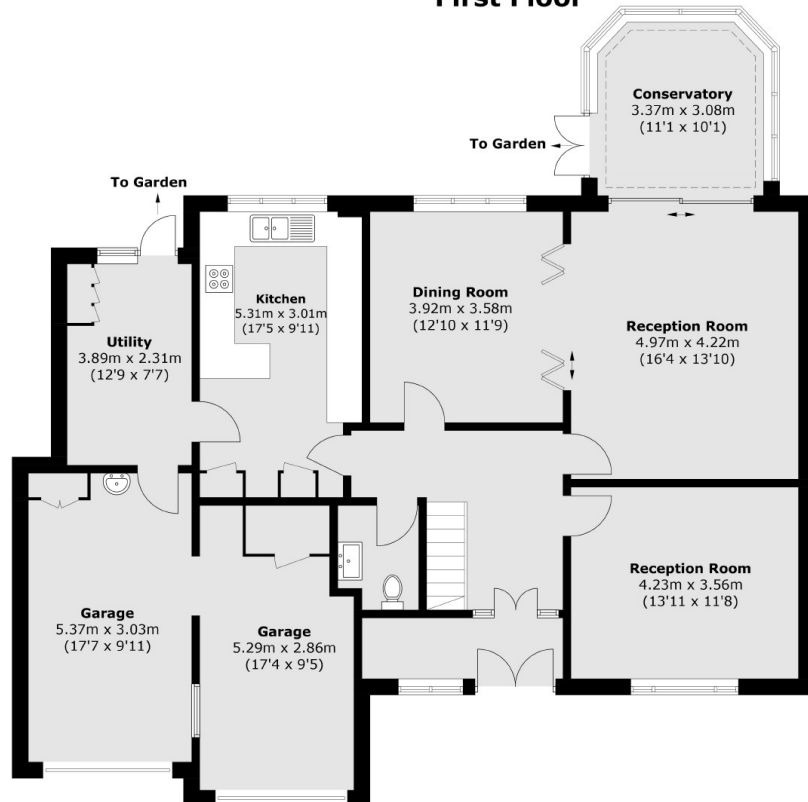 First Floor
Conservatory
3.37m x 3.08m
(11'1 x 10'1)
To Garden
To Garden
Kitchen
5.31m x 3.01m
(17'5 x 9'11)
Dining Room
3.92m x 3.58m
(12'10 x 11'9)
Reception Room
4.97m x 4.22m
(16'4 x 13'10)
Utility
3.89m x 2.31m
(12'9 x 7'7)
Reception Room
4.23m x 3.56m
(13'11 x 11'8)
Garage
5.37m x 3.03m
(17'7 x 9'11)
Garage
5.29m x 2.86m
(17'4 x 9'5)